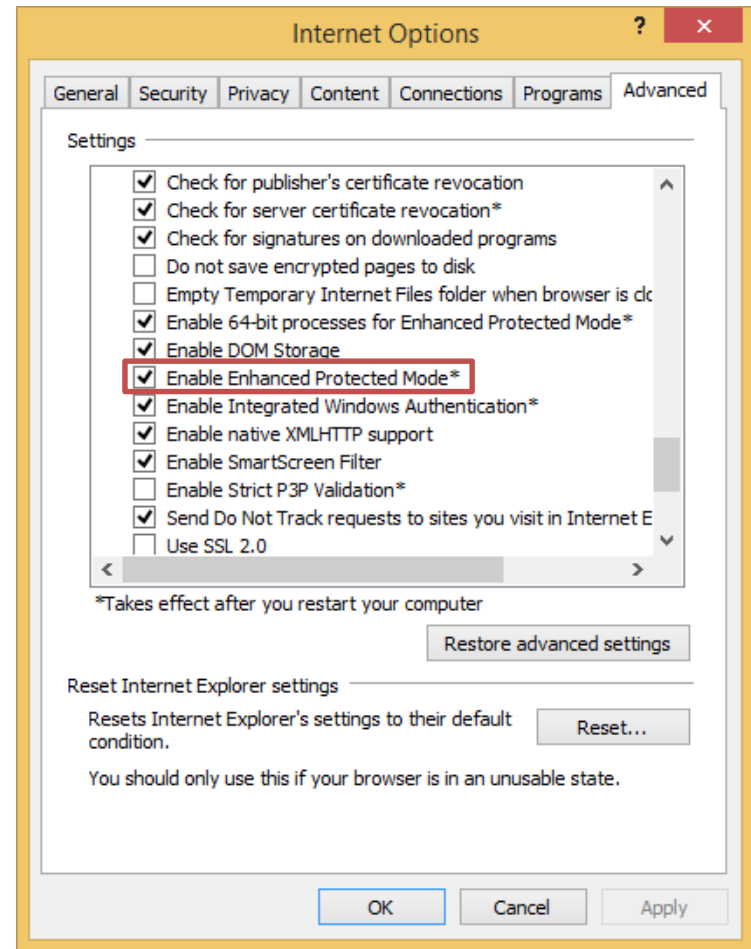 Internet Options
?
General Security Privacy Content Connections Programs Advanced
Settings
Check for publisher's certificate revocation
Check for server certificate revocation*
Check for signatures on downloaded programs
Do not save encrypted pages to disk
Empty Temporary Internet Files folder when browser is clo
Enable 64-bit processes for Enhanced Protected Mode*
Enable DOM Storage
Enable Enhanced Protected Mode*
Enable Integrated Windows Authentication*
Enable native XMLHTTP support
Enable SmartScreen Filter
Enable Strict P3P Validation*
Send Do Not Track requests to sites you visit in Internet E
Use SSL 2.0
*Takes effect after you restart your computer
Restore advanced settings
Reset Internet Explorer settings
Resets Internet Explorer's settings to their default
condition.
Reset...
You should only use this if your browser is in an unusable state.
OK Cancel Apply